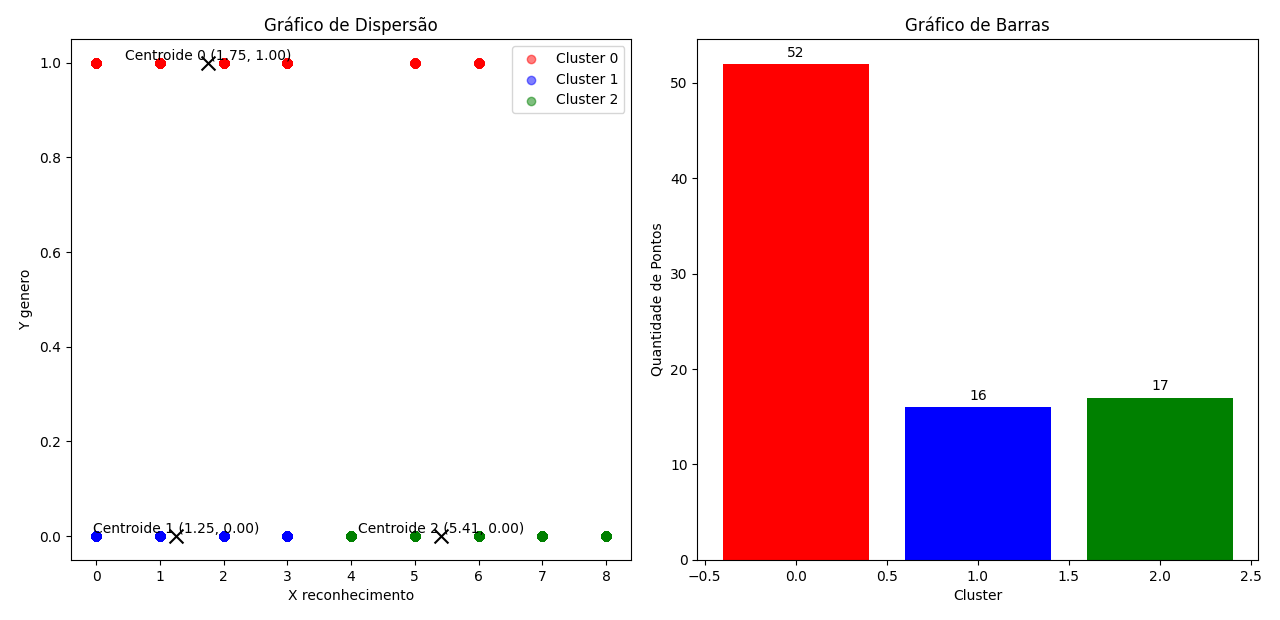 Gráfico de Dispersão
Centroide 0 (1.75, 1.00)
Cluster 0
Cluster 1
Cluster 2
1.0
0.8
0.6
0.4
0.2
0.0
Y genero
Centroide 1 (1.25, 0.00)
Centroide 2 (5.41, 0.00)
0 1 2 3 4 5 6 7 8
X reconhecimento
Gráfico de Barras
52
16
17
50
40
30
20
10
0
Quantidade de Pontos
−0.5 0.0 0.5 1.0 1.5 2.0 2.5
Cluster